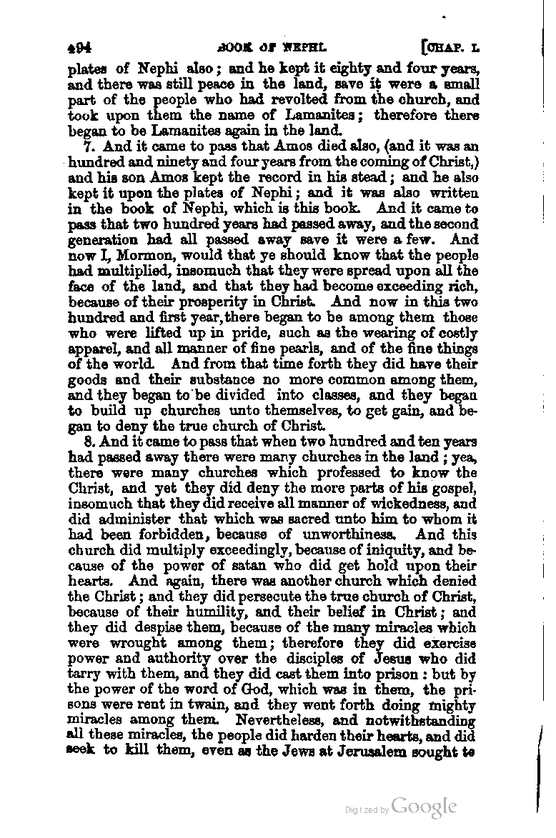 494 BOOK OF NEPHI. [CHAP. I.
plates of Nephi also; and he kept it eighty and four years,
and there was still peace in the land, save it were a small
part of the people who had revolted from the church, and
took upon them the name of Lamanites; therefore there
began to be Lamanites again in the land.
7. And it came to pass that Amos died also, (and it was an
hundred and ninety and four years from the coming of Christ,)
and his son Amos kept the record in his stead; and he also
kept it upon the plates of Nephi; and it was also written
in the book of Nephi, which is this book. And it came to
pass that two hundred years had passed away, and the second
generation had all passed away save it were a few. And
now I, Mormon, would that ye should know that the people
had multiplied, insomuch that they were spread upon all the
face of the land, and that they had become exceeding rich,
because of their prosperity in Christ. And now in this two
hundred and first year, there began to be among them those
who were lifted up in pride, such as the wearing of costly
apparel, and all manner of fine pearls, and of the fine things
of the world. And from that time forth they did have their
goods and their substance no more common among them,
and they began to be divided into classes, and they began
to build up churches unto themselves, to get gain, and be-
gan to deny the true church of Christ.
8. And it came to pass that when two hundred and ten years
had passed away there were many churches in the land; yea,
there were many churches which professed to know the
Christ, and yet they did deny the more parts of his gospel,
insomuch that they did receive all manner of wickedness, and
did administer that which was sacred unto him to whom it
had been forbidden, because of unworthiness. And this
church did multiply exceedingly, because of iniquity, and be-
cause of the power of satan who did get hold upon their
hearts. And again, there was another church which denied
the Christ; and they did persecute the true church of Christ,
because of their humility, and their belief in Christ; and
they did despise them, because of the many miracles which
were wrought among them; therefore they did exercise
power and authority over the disciples of Jesus who did
tarry with them, and they did cast them into prison: but by
the power of the word of God, which was in them, the pri-
sons were rent in twain, and they went forth doing mighty
miracles among them. Nevertheless, and notwithstanding
all these miracles, the people did harden their hearts, and did
seek to kill them, even as the Jews at Jerusalem sought to
Digitized by Google